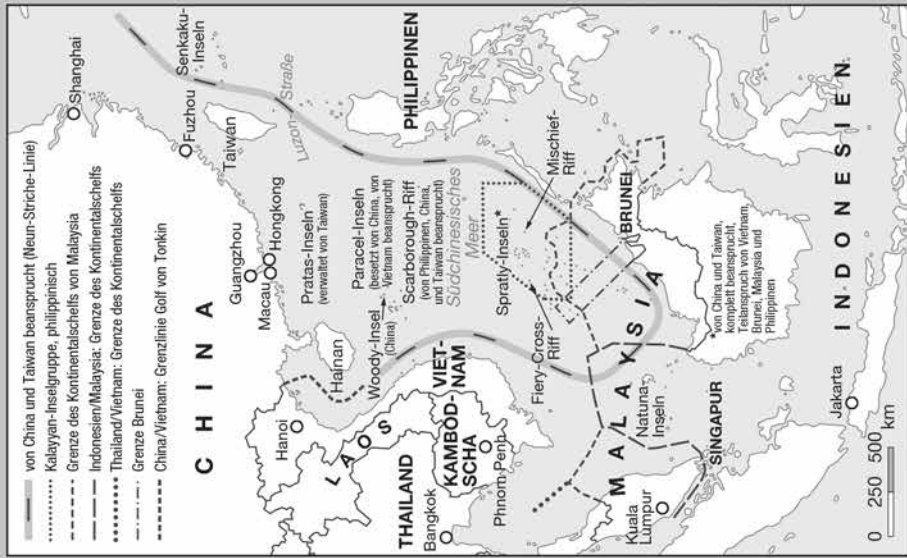 von China und Taiwan beansprucht (Neun-Striche-Linie)
Kalayyan-Inselgruppe, philippinisch
Grenze des Kontinentalschelfs von Malaysia
Indonesien/Malaysia: Grenze des Kontinentalschelfs
Thailand/Vietnam: Grenze des Kontinentalschelfs
Grenze Brunei
China/Vietnam: Grenzlinie Golf von Tonkin
Shanghai
Senkaku-
Inseln
Fuzhou
Taiwan
Luzon Straße
CHINA
Guangzhou
Macau
Hongkong
Pratas-Inseln
(verwaltet von Taiwan)
Hanoi
Hainan
Woody-Insel
(China)
Paracel-Inseln
(besetzt von China, von
Vietnam beansprucht)
Scarborough-Riff
(von Philippinen, China,
und Taiwan beansprucht)
Südchinesisches
Meer
PHILIPPINEN
LAOS
VIET-
NAM
THAILAND
Bangkok
KAMBOD-
SCHA
Phnom Penh
Spratly-Inseln*
Mischief-
Riff
Fiery-Cross-
Riff
BRUNEI
MALAYSIA
Kuala
Lumpur
Natuna-
Inseln
SINGAPUR
*von China und Taiwan,
komplett beansprucht,
Teilanspruch von Vietnam,
Brunei, Malaysia und
Philippinen
INDONESIEN
Jakarta
0 250 500
km